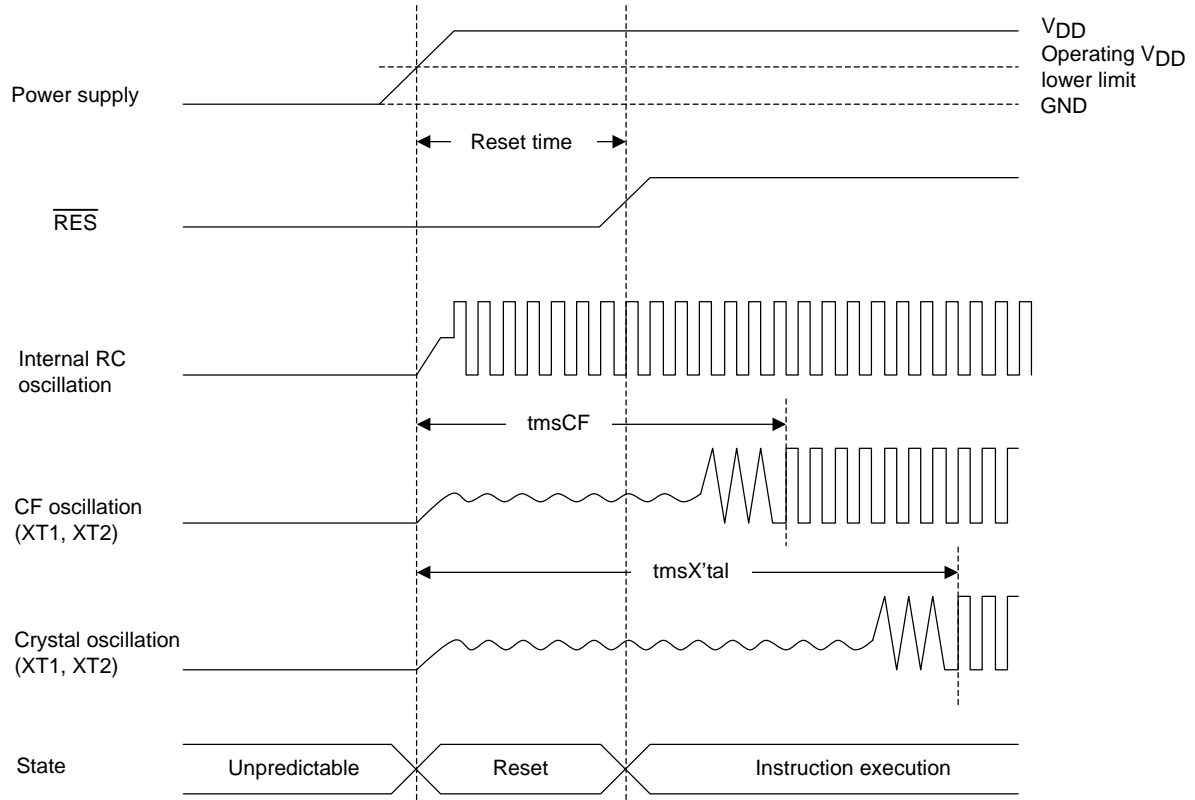 VDD
Operating VDD
lower limit
GND
Power supply
Reset time
RES
Internal RC
oscillation
tmsCF
CF oscillation
(XT1, XT2)
tmsX'tal
Crystal oscillation
(XT1, XT2)
State
Unpredictable
Reset
Instruction execution